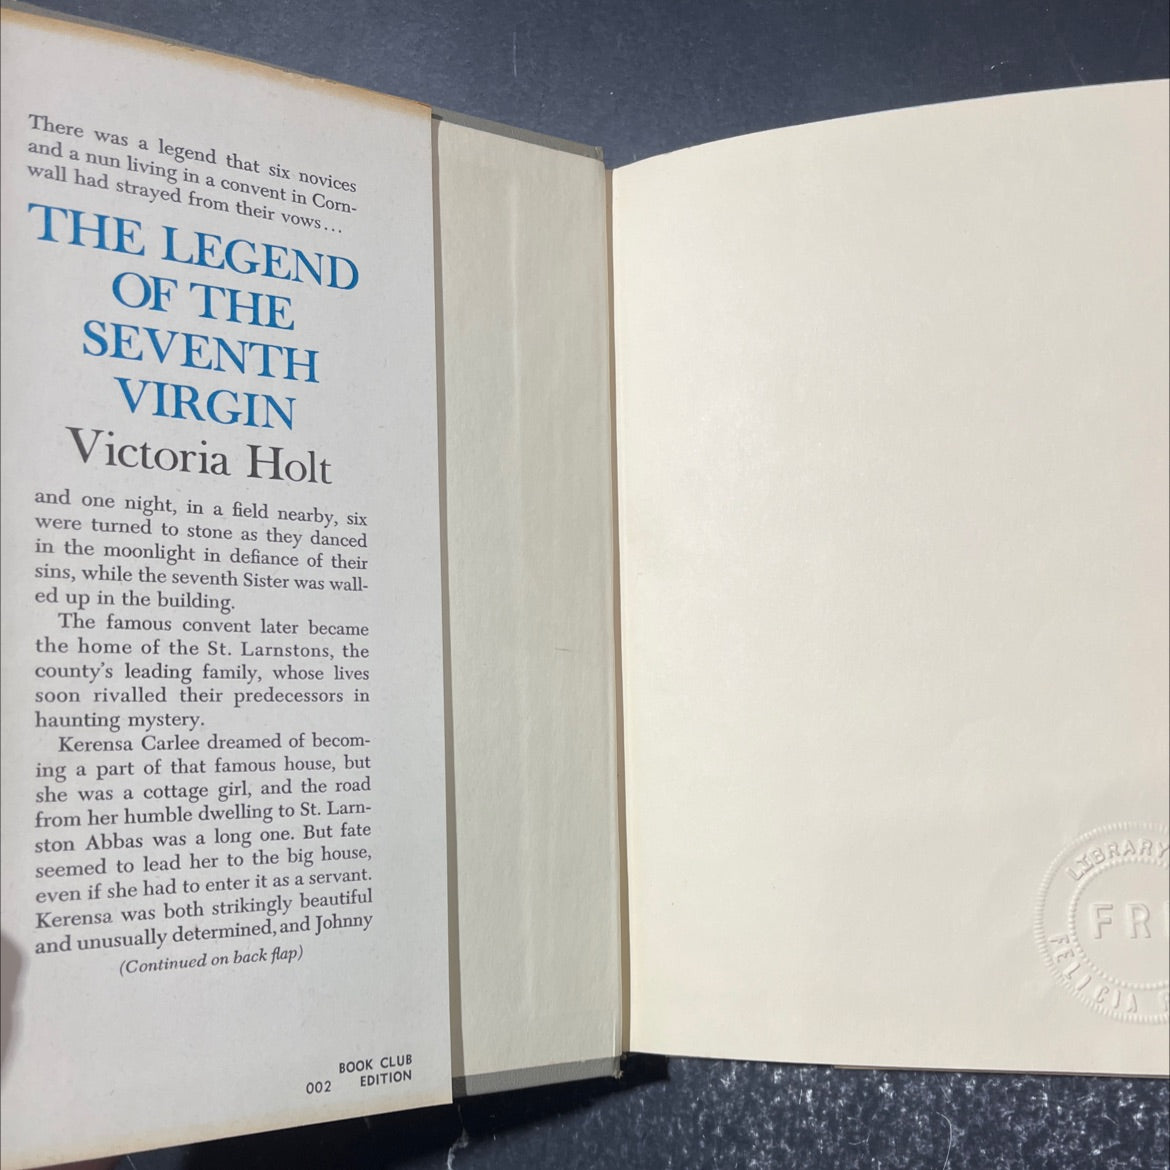 There was a legend that six novices
and a nun living in a convent in Corn-
wall had strayed from their vows...
THE LEGEND
OF THE
SEVENTH
VIRGIN
Victoria Holt
and one night, in a field nearby, six
were turned to stone as they danced
in the moonlight in defiance of their
sins, while the seventh Sister was wall-
ed up in the building.
The famous convent later became
the home of the St. Larnstons, the
county's leading family, whose lives
soon rivalled their predecessors in
haunting mystery.
Kerensa Carlee dreamed of becom-
ing a part of that famous house, but
she was a cottage girl, and the road
from her humble dwelling to St. Larn-
ston Abbas was a long one. But fate
seemed to lead her to the big house,
even if she had to enter it as a servant.
Kerensa was both strikingly beautiful
and unusually determined, and Johnny
(Continued on back flap)
BOOK CLUB
002 EDITION
LIBRARY
FR
FELICIA